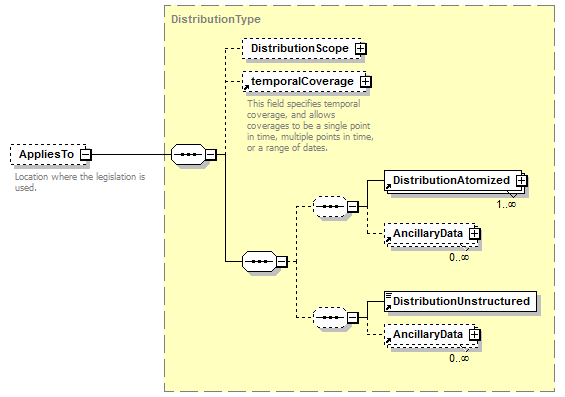 DistributionType
DistributionScope
temporalCoverage
This field specifies temporal
coverage, and allows
coverages to be a single point
in time, multiple points in time,
or a range of dates.
AppliesTo
Location where the legislation is
used.
DistributionAtomized
1..∞
AncillaryData
0..∞
DistributionUnstructured
AncillaryData
0..∞